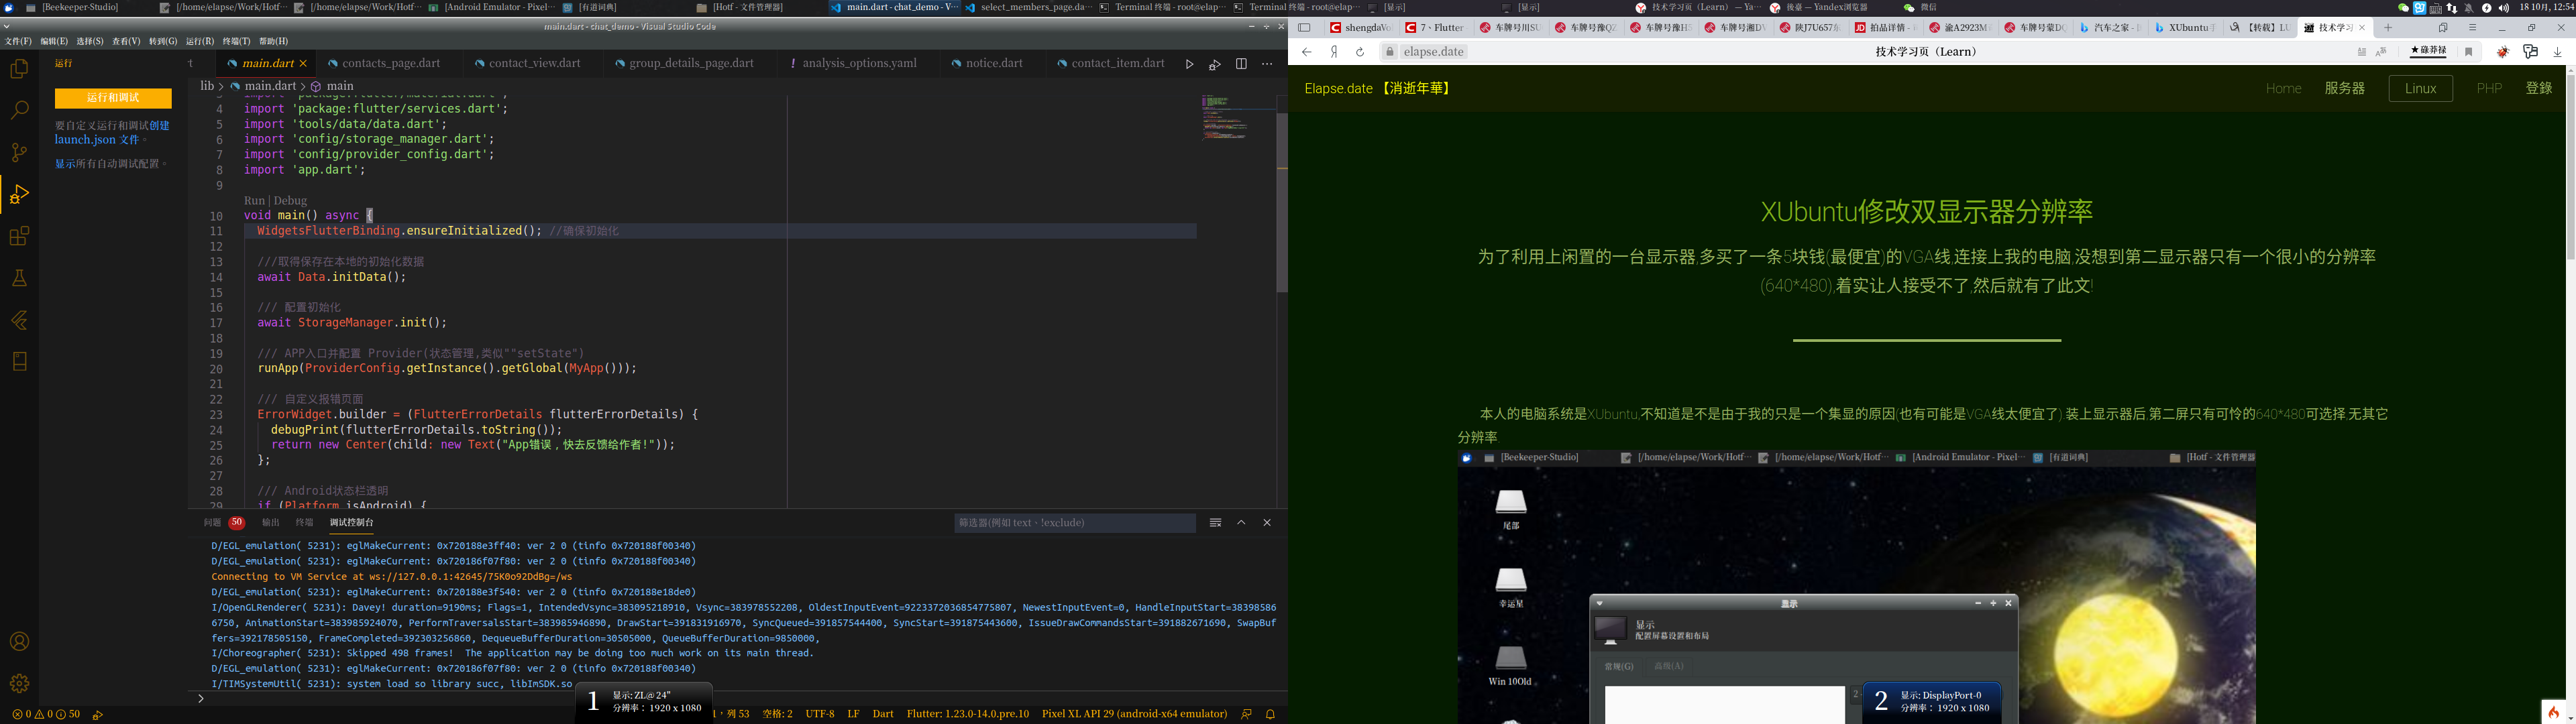 [Beekeeper-Studio]
[/home/elapse/Work/Hotf···
[/home/elapse/Work/Hotf···
[Android Emulator - Pixel···
[有道词典]
[Hotf - 文件管理器]
main.dart - chat_demo - V···
select_members_page.da···
Terminal 终端 - root@elap···
Terminal 终端 - root@elap···
[显示]
[显示]
技术学习页（Learn） — Ya···
後臺 — Yandex浏览器
微信
18 10月, 12:54
main.dart - chat_demo - Visual Studio Code
文件(F) 编辑(E) 选择(S) 查看(V) 转到(G) 运行(R) 终端(T) 帮助(H)
运行
运行和调试
要自定义运行和调试创建
launch.json 文件。
显示所有自动调试配置。
main.dart
contacts_page.dart
contact_view.dart
group_details_page.dart
analysis_options.yaml
notice.dart
contact_item.dart
lib > main.dart > main
3 import 'package:flutter/material.dart';
4 import 'package:flutter/services.dart';
5 import 'tools/data/data.dart';
6 import 'config/storage_manager.dart';
7 import 'config/provider_config.dart';
8 import 'app.dart';
9
Run | Debug
10 void main() async {
11 WidgetsFlutterBinding.ensureInitialized(); //确保初始化
12
13 ///取得保存在本地的初始化数据
14 await Data.initData();
15
16 /// 配置初始化
17 await StorageManager.init();
18
19 /// APP入口并配置 Provider(状态管理,类似""setState")
20 runApp(ProviderConfig.getInstance().getGlobal(MyApp()));
21
22 /// 自定义报错页面
23 ErrorWidget.builder = (FlutterErrorDetails flutterErrorDetails) {
24 debugPrint(flutterErrorDetails.toString());
25 return new Center(child: new Text("App错误，快去反馈给作者!"));
26 };
27
28 /// Android状态栏透明
29 if (Platform.isAndroid) {
问题 50 输出 终端 调试控制台
筛选器(例如 text、!exclude)
D/EGL_emulation( 5231): eglMakeCurrent: 0x720188e3ff40: ver 2 0 (tinfo 0x720188f00340)
D/EGL_emulation( 5231): eglMakeCurrent: 0x720186f07f80: ver 2 0 (tinfo 0x720188f00340)
Connecting to VM Service at ws://127.0.0.1:42645/75K0o92DdBg=/ws
D/EGL_emulation( 5231): eglMakeCurrent: 0x720188e3f540: ver 2 0 (tinfo 0x720188e18de0)
I/OpenGLRenderer( 5231): Davey! duration=9190ms; Flags=1, IntendedVsync=383095218910, Vsync=383978552208, OldestInputEvent=9223372036854775807, NewestInputEvent=0, HandleInputStart=38398586
6750, AnimationStart=383985924070, PerformTraversalsStart=383985946890, DrawStart=391831916970, SyncQueued=391857544400, SyncStart=391875443600, IssueDrawCommandsStart=391882671690, SwapBuf
fers=392178505150, FrameCompleted=392303256860, DequeueBufferDuration=30505000, QueueBufferDuration=9850000,
I/Choreographer( 5231): Skipped 498 frames!  The application may be doing too much work on its main thread.
D/EGL_emulation( 5231): eglMakeCurrent: 0x720186f07f80: ver 2 0 (tinfo 0x720188f00340)
I/TIMSystemUtil( 5231): system load so library succ, libImSDK.so
1 显示: ZL@ 24"
分辨率： 1920 x 1080
0 0 50
1，列 53 空格: 2 UTF-8 LF Dart Flutter: 1.23.0-14.0.pre.10 Pixel XL API 29 (android-x64 emulator)
shengdaVo
7、Flutter
车牌号川SU
车牌号豫QZ
车牌号豫H5
车牌号湘DV
陕J7U657东
拍品详情 -
渝A2923M
车牌号蒙DQ
汽车之家 -
XUbuntu手
【转载】LU
技术学习
elapse.date
技术学习页（Learn）
Elapse.date 【消逝年華】
Home 服务器 Linux PHP 登錄
XUbuntu修改双显示器分辨率
为了利用上闲置的一台显示器,多买了一条5块钱(最便宜)的VGA线,连接上我的电脑,没想到第二显示器只有一个很小的分辨率
(640*480),着实让人接受不了,然后就有了此文!
本人的电脑系统是XUbuntu,不知道是不是由于我的只是一个集显的原因(也有可能是VGA线太便宜了) 装上显示器后,第二屏只有可怜的640*480可选择,无其它
分辨率.
[Beekeeper-Studio]
[/home/elapse/Work/Hotf···
[/home/elapse/Work/Hotf···
[Android Emulator - Pixel···
[有道词典]
[Hotf - 文件管理器
尾部
幸运星
Win 10Old
显示
显示
配置屏幕设置和布局
常规(G) 高级(A)
2 显示: DisplayPort-0
分辨率： 1920 x 1080